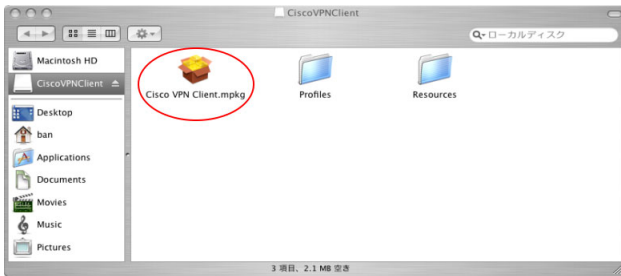 CiscoVPNClient
ローカルディスク
Macintosh HD
CiscoVPNClient
Desktop
ban
Applications
Documents
Movies
Music
Pictures
Cisco VPN Client.mpkg
Profiles
Resources
3 項目、2.1 MB 空き